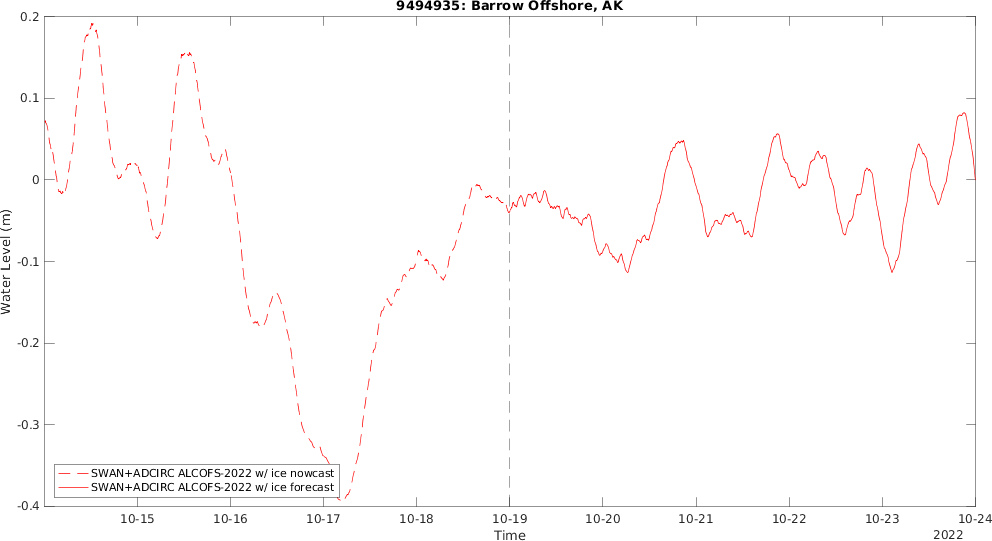 9494935: Barrow Offshore, AK
Water Level (m)
0.2
0.1
0
-0.1
-0.2
-0.3
-0.4
SWAN+ADCIRC ALCOFS-2022 w/ ice nowcast
SWAN+ADCIRC ALCOFS-2022 w/ ice forecast
10-15 10-16 10-17 10-18 10-19 10-20 10-21 10-22 10-23 10-24
Time
2022